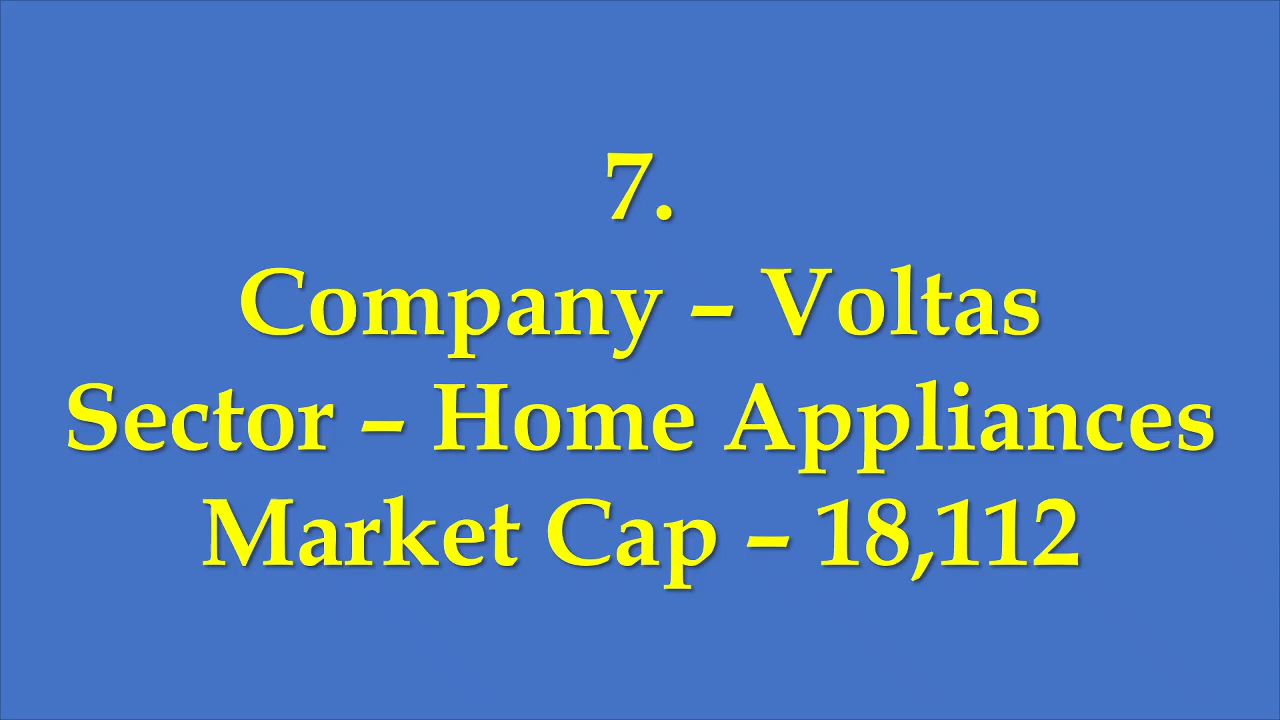 7.
Company – Voltas
Sector – Home Appliances
Market Cap – 18,112